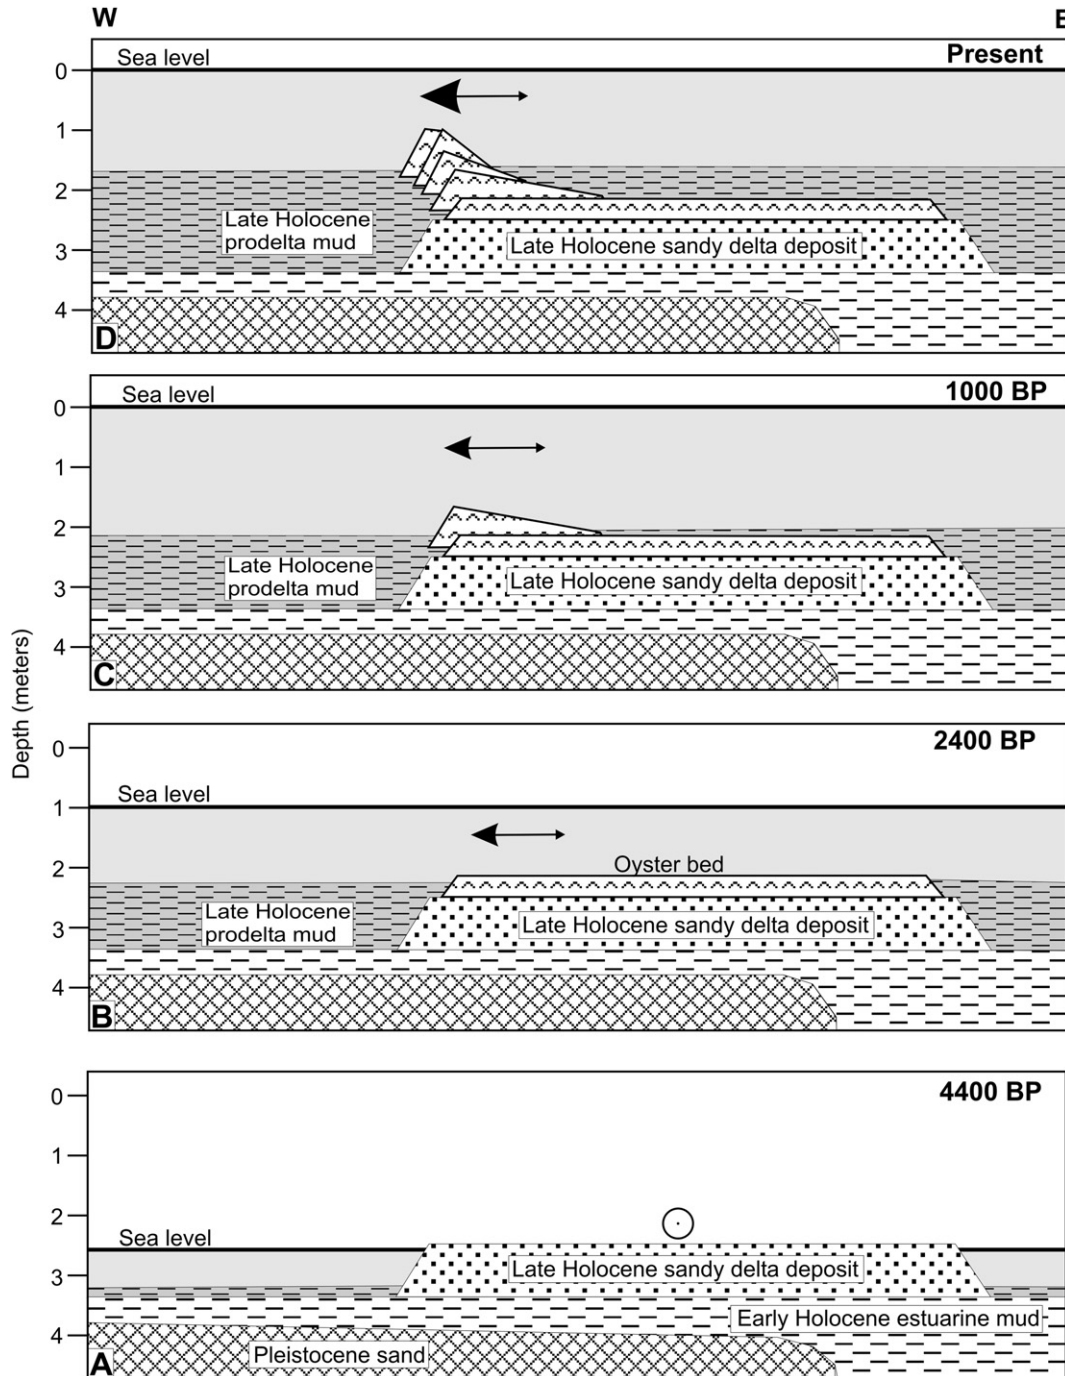 W
E
Sea level
Present
0
1
2
3
4
Late Holocene
prodelta mud
Late Holocene sandy delta deposit
D
Sea level
1000 BP
0
1
2
3
4
Late Holocene
prodelta mud
Late Holocene sandy delta deposit
C
Depth (meters)
2400 BP
0
Sea level
1
2
3
4
Oyster bed
Late Holocene
prodelta mud
Late Holocene sandy delta deposit
B
4400 BP
0
1
2
Sea level
3
4
Late Holocene sandy delta deposit
Early Holocene estuarine mud
Pleistocene sand
A